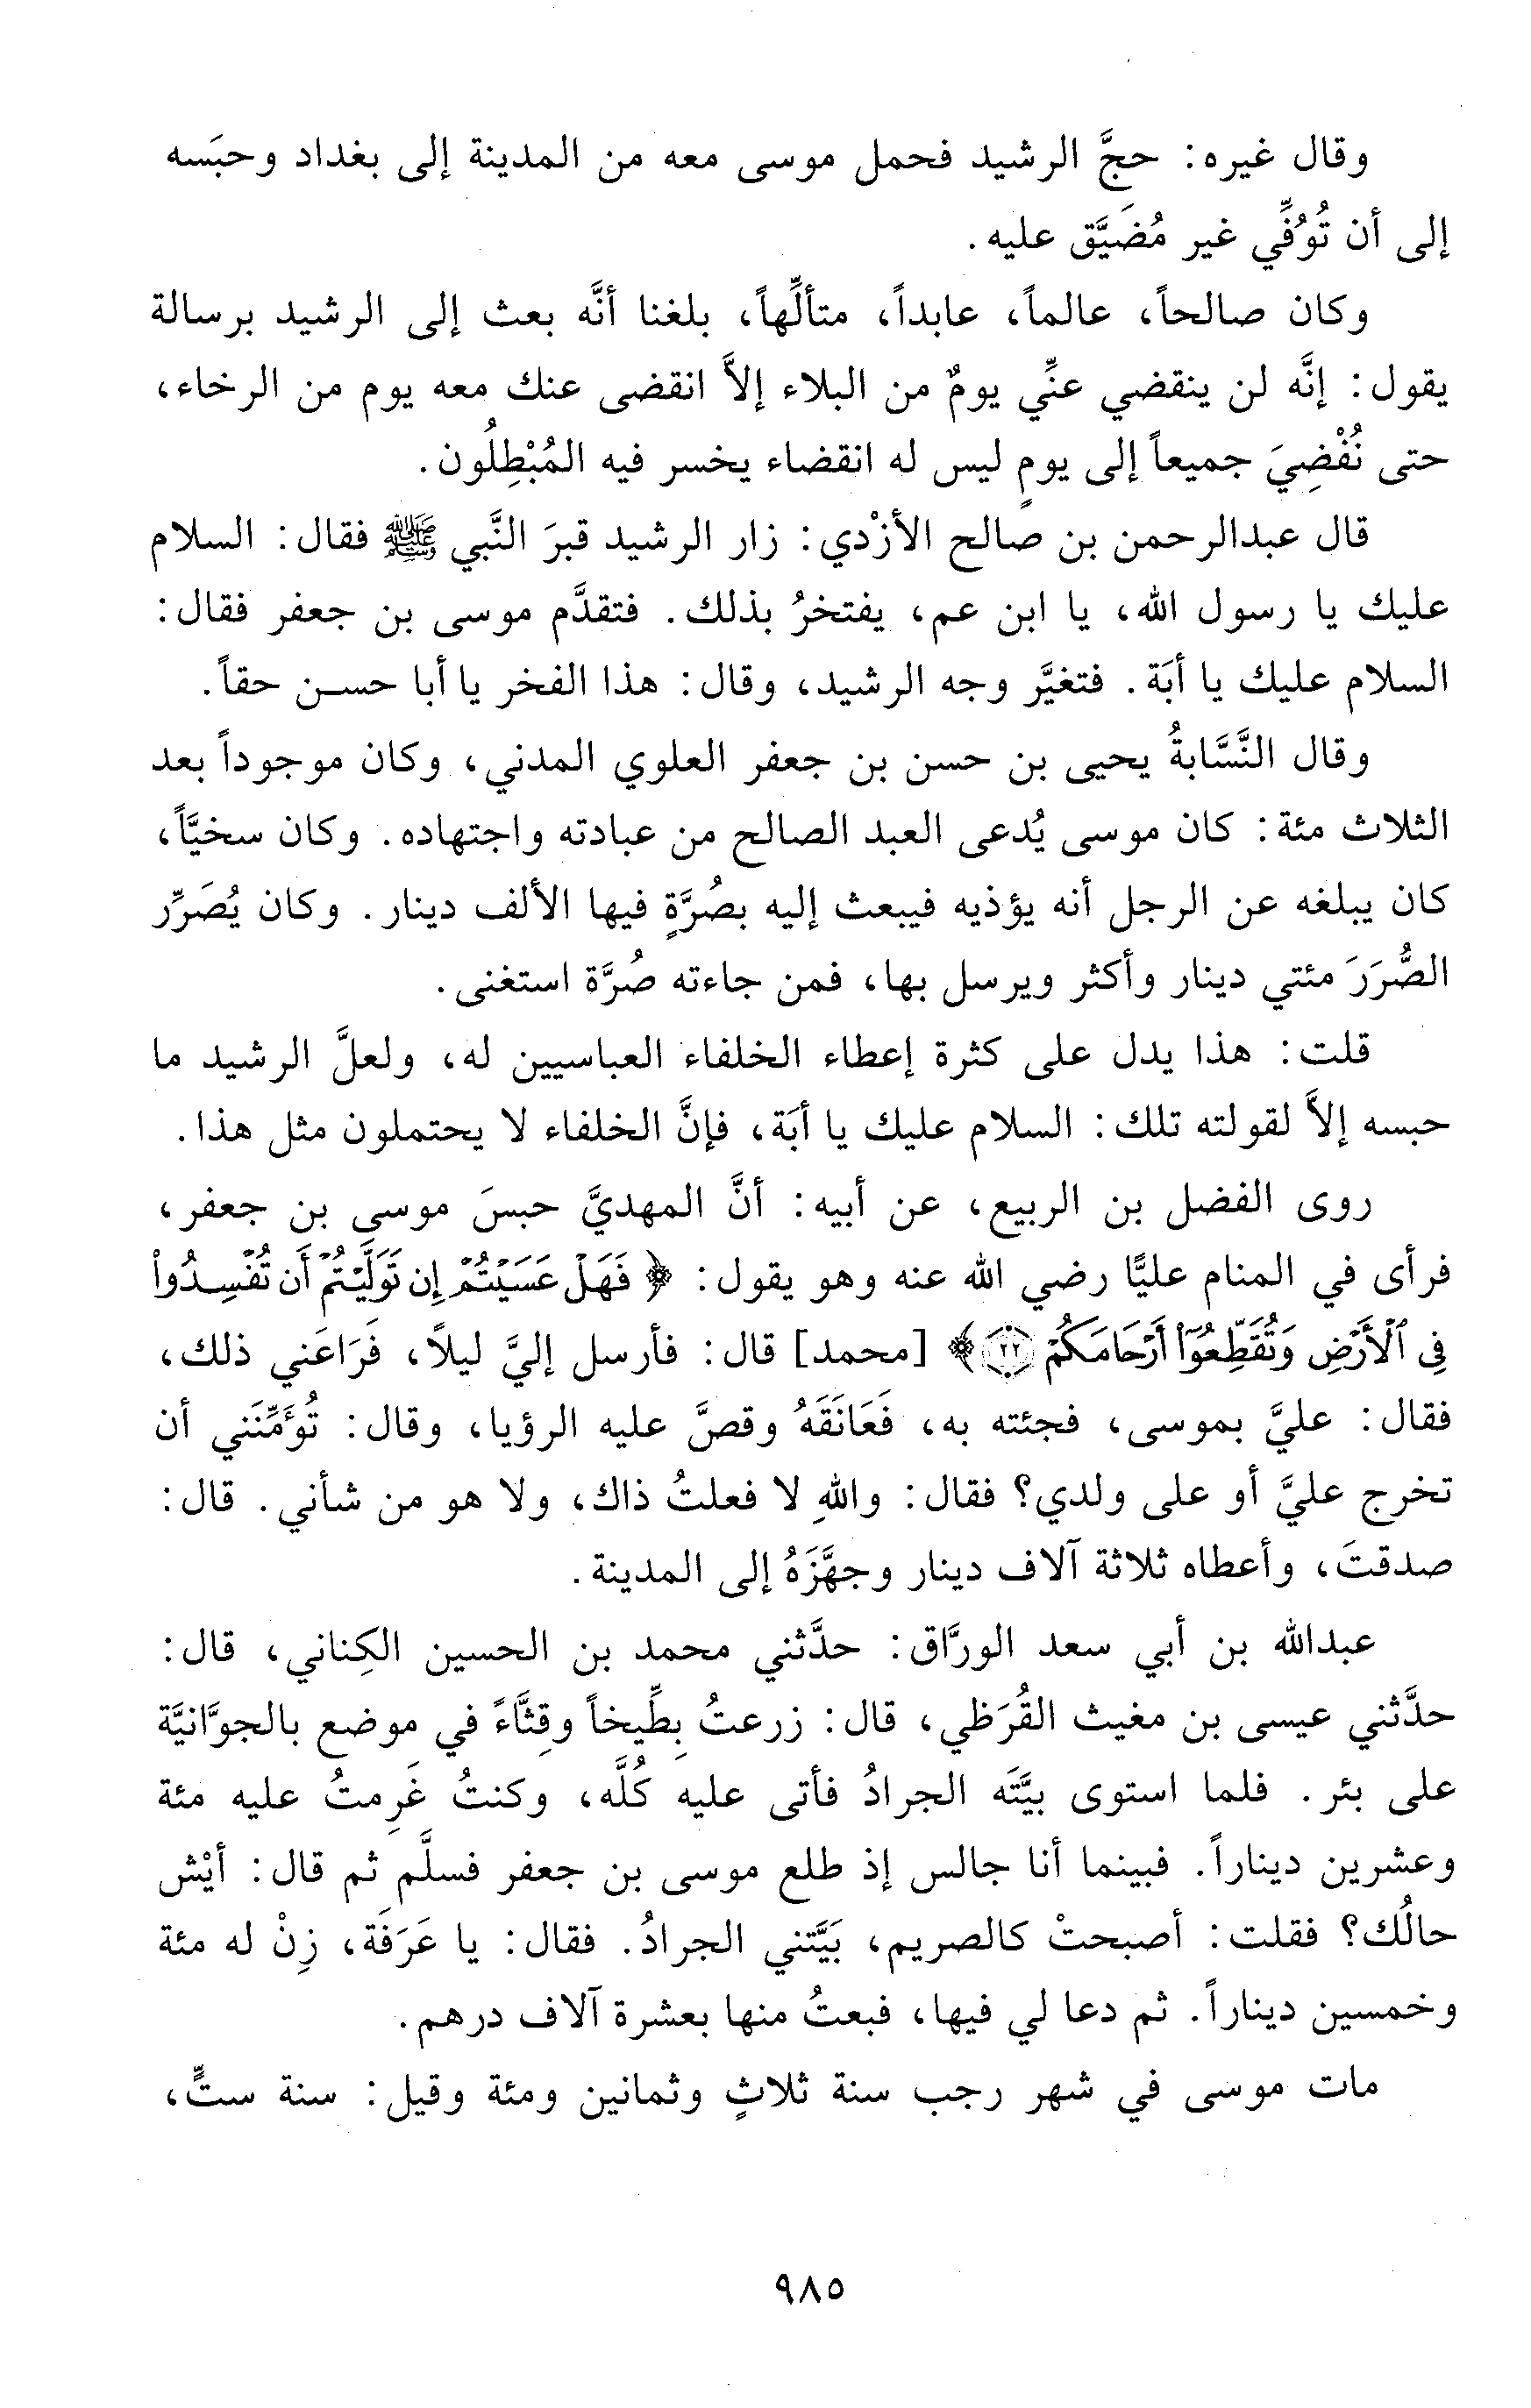 وقال غيره: حجَّ الرشيد فحمل موسى معه من المدينة إلى بغداد وحبَسه
إلى أن تُوُفِّي غير مُضَيَّق عليه.
وكان صالحاً، عالماً، عابداً، متألِّهاً، بلغنا أنَّه بعث إلى الرشيد برسالة
يقول: إنَّه لن ينقضي عنِّي يومٌ من البلاء إلاَّ انقضى عنك معه يوم من الرخاء،
حتى نُفْضِيَ جميعاً إلى يومٍ ليس له انقضاء يخسر فيه المُبْطِلُون.
قال عبدالرحمن بن صالح الأزْدي: زار الرشيد قبرَ النَّبي ﷺ فقال: السلام
عليك يا رسول الله، يا ابن عم، يفتخرُ بذلك. فتقدَّم موسى بن جعفر فقال:
السلام عليك يا أبَة. فتغيَّر وجه الرشيد، وقال: هذا الفخر يا أبا حسن حقاً.
وقال النَّسَّابةُ يحيى بن حسن بن جعفر العلوي المدني، وكان موجوداً بعد
الثلاث مئة: كان موسى يُدعى العبد الصالح من عبادته واجتهاده. وكان سخيَّاً،
كان يبلغه عن الرجل أنه يؤذيه فيبعث إليه بصُرَّةٍ فيها الألف دينار. وكان يُصَرِّر
الصُّرَرَ مئتي دينار وأكثر ويرسل بها، فمن جاءته صُرَّة استغنى.
قلت: هذا يدل على كثرة إعطاء الخلفاء العباسيين له، ولعلَّ الرشيد ما
حبسه إلاَّ لقولته تلك: السلام عليك يا أبَة، فإنَّ الخلفاء لا يحتملون مثل هذا.
روى الفضل بن الربيع، عن أبيه: أنَّ المهديَّ حبسَ موسى بن جعفر،
فرأى في المنام عليًّا رضي الله عنه وهو يقول: ﴿ فَهَلْ عَسَيْتُمْ إِن تَوَلَّيْتُمْ أَن تُفْسِدُواْ
فِي ٱلْأَرْضِ وَتُقَطِّعُوٓاْ أَرْحَامَكُمْ ۝٢٢﴾ [محمد] قال: فأرسل إليَّ ليلاً، فَرَاعَني ذلك،
فقال: عليَّ بموسى، فجئته به، فَعَانَقَهُ وقصَّ عليه الرؤيا، وقال: تُؤَمِّنَني أن
تخرج عليَّ أو على ولدي؟ فقال: واللهِ لا فعلتُ ذاك، ولا هو من شأني. قال:
صدقتَ، وأعطاه ثلاثة آلاف دينار وجهَّزَهُ إلى المدينة.
عبدالله بن أبي سعد الورَّاق: حدَّثني محمد بن الحسين الكِناني، قال:
حدَّثني عيسى بن مغيث القُرَظي، قال: زرعتُ بِطِّيخاً وقِثَّاءً في موضع بالجوَّانيَّة
على بئر. فلما استوى بيَّتَه الجرادُ فأتى عليه كُلَّه، وكنتُ غَرِمتُ عليه مئة
وعشرين ديناراً. فبينما أنا جالس إذ طلع موسى بن جعفر فسلَّم ثم قال: أيْش
حالُك؟ فقلت: أصبحتْ كالصريم، بَيَّتني الجرادُ. فقال: يا عَرَفَة، زِنْ له مئة
وخمسين ديناراً. ثم دعا لي فيها، فبعتُ منها بعشرة آلاف درهم.
مات موسى في شهر رجب سنة ثلاثٍ وثمانين ومئة وقيل: سنة ستٍّ،
٩٨٥